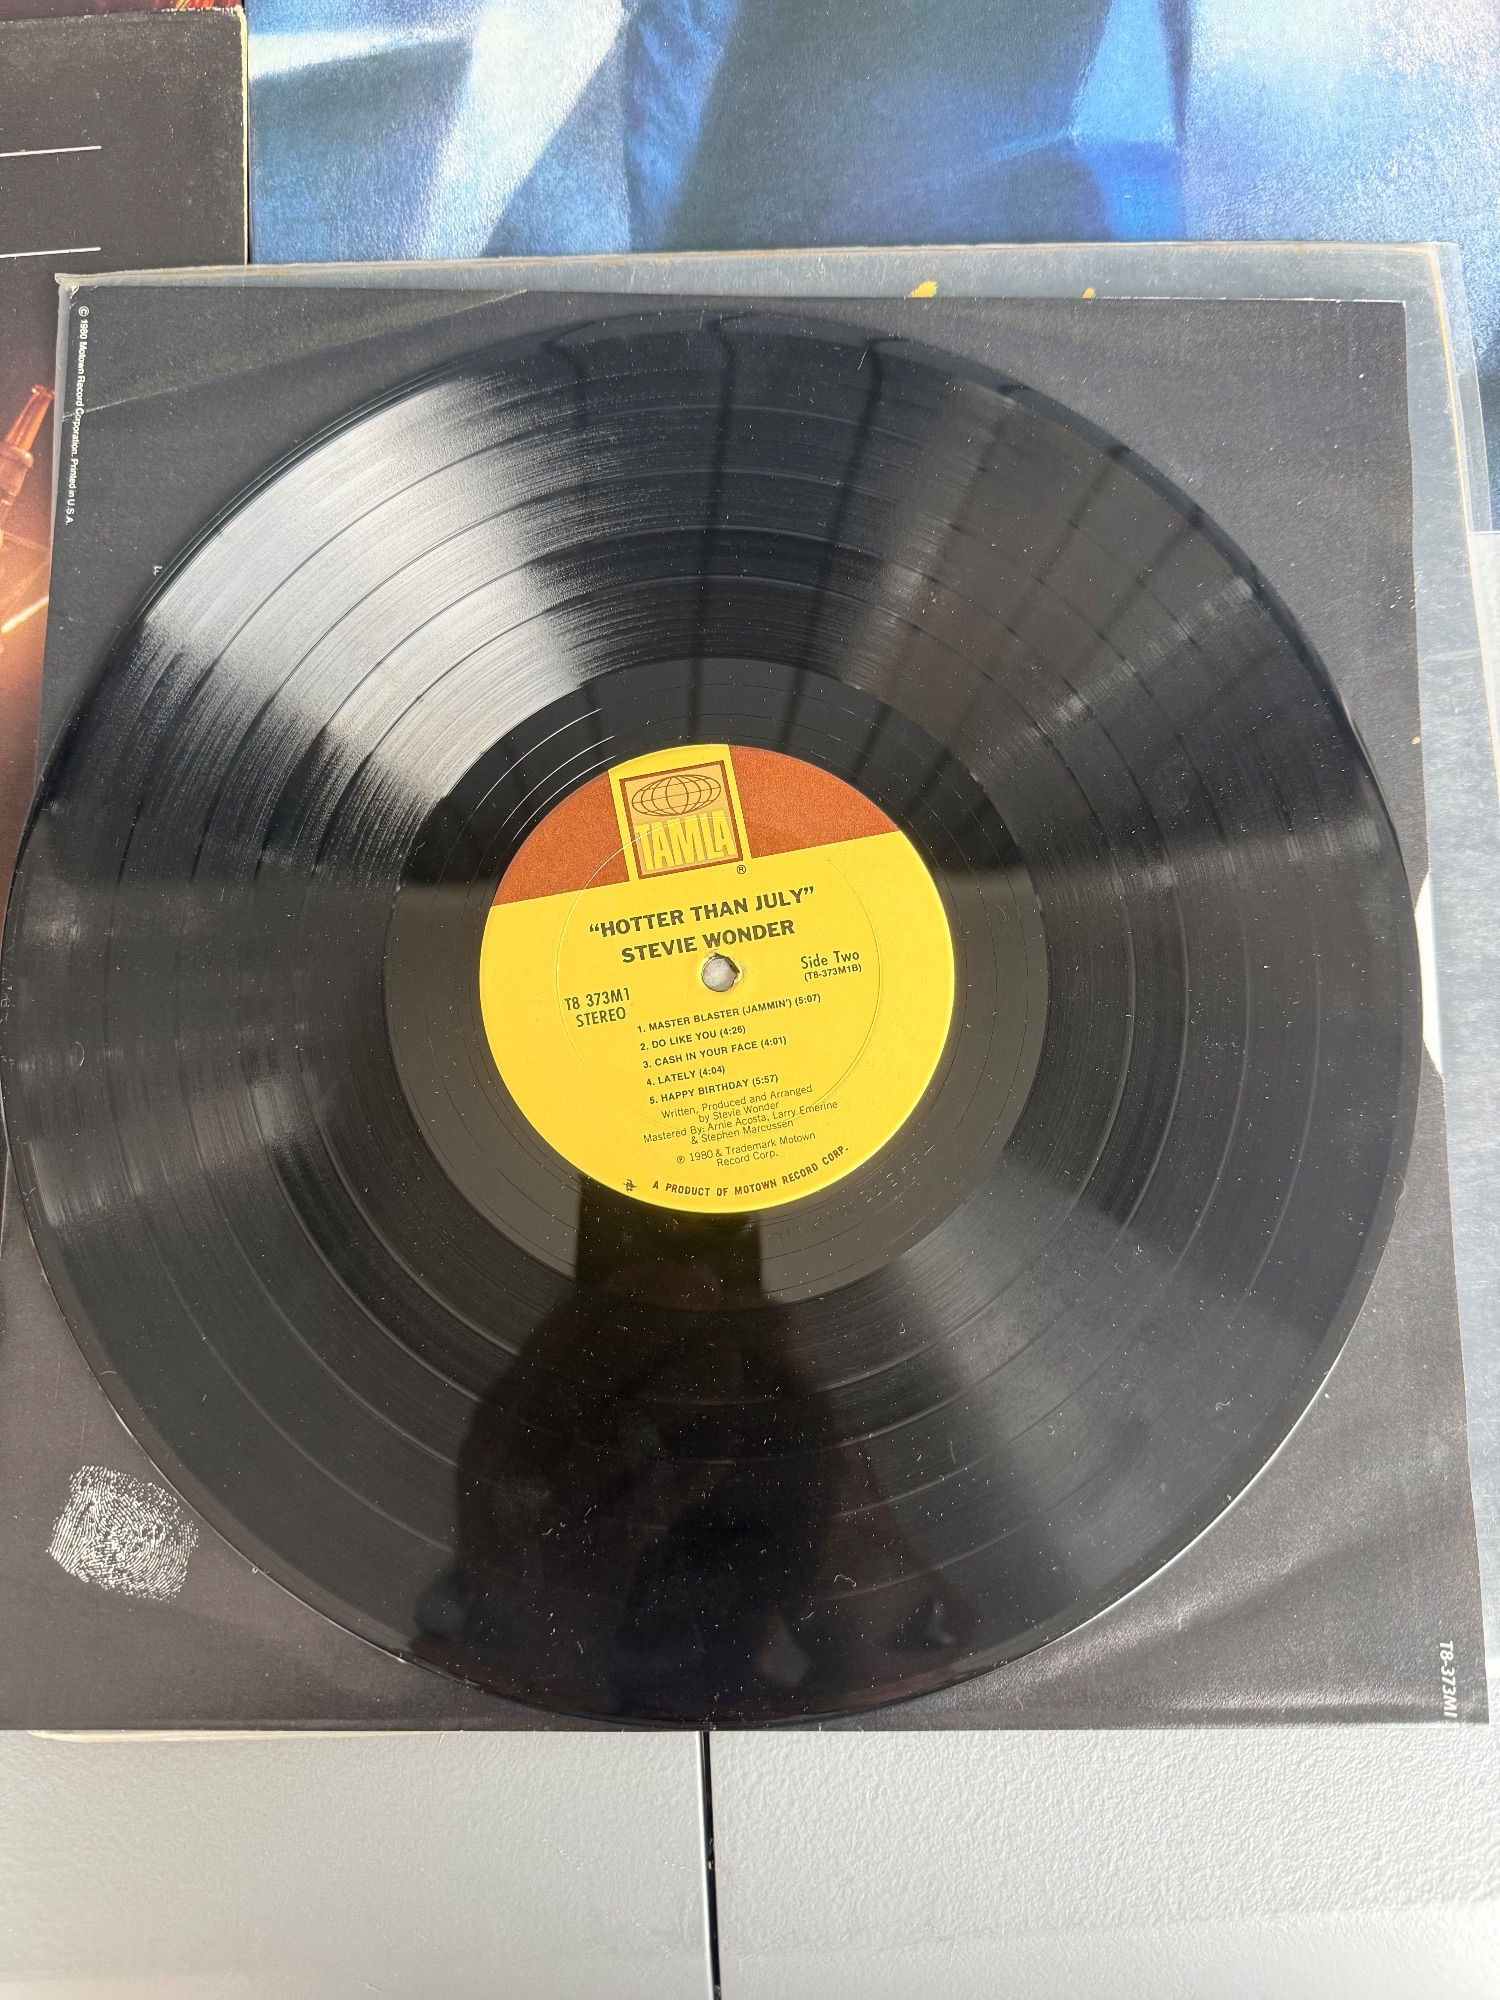 © 1980 Motown Record Corporation. Printed in U.S.A.
TAMLA
®
“HOTTER THAN JULY”
STEVIE WONDER
Side Two
(T8-373M1B)
T8 373M1
STEREO
1. MASTER BLASTER (JAMMIN') (5:07)
2. DO LIKE YOU (4:26)
3. CASH IN YOUR FACE (4:01)
4. LATELY (4:04)
5. HAPPY BIRTHDAY (5:57)
Written, Produced and Arranged
by Stevie Wonder
Mastered By: Arnie Acosta, Larry Emerine
& Stephen Marcussen
℗ 1980 & Trademark Motown
Record Corp.
A PRODUCT OF MOTOWN RECORD CORP.
T8-373M1